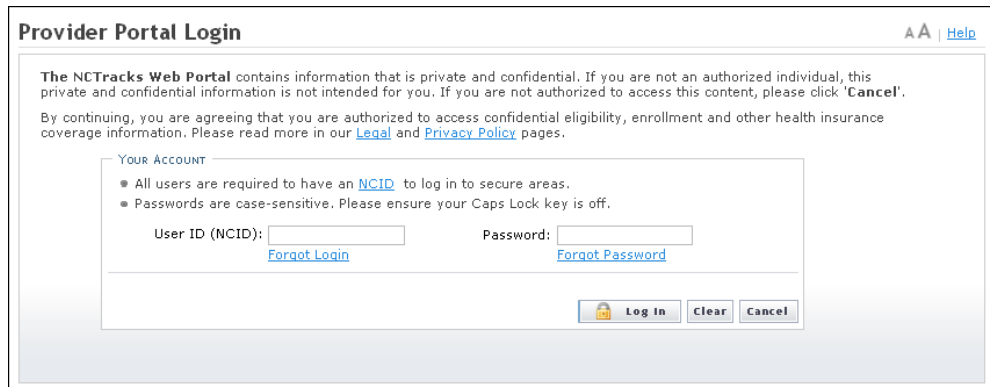 Provider Portal Login
A A | Help
The NCTracks Web Portal contains information that is private and confidential. If you are not an authorized individual, this
private and confidential information is not intended for you. If you are not authorized to access this content, please click 'Cancel'.
By continuing, you are agreeing that you are authorized to access confidential eligibility, enrollment and other health insurance
coverage information. Please read more in our Legal and Privacy Policy pages.
Your Account
All users are required to have an NCID to log in to secure areas.
Passwords are case-sensitive. Please ensure your Caps Lock key is off.
User ID (NCID): Password:
Forgot Login Forgot Password
Log In Clear Cancel